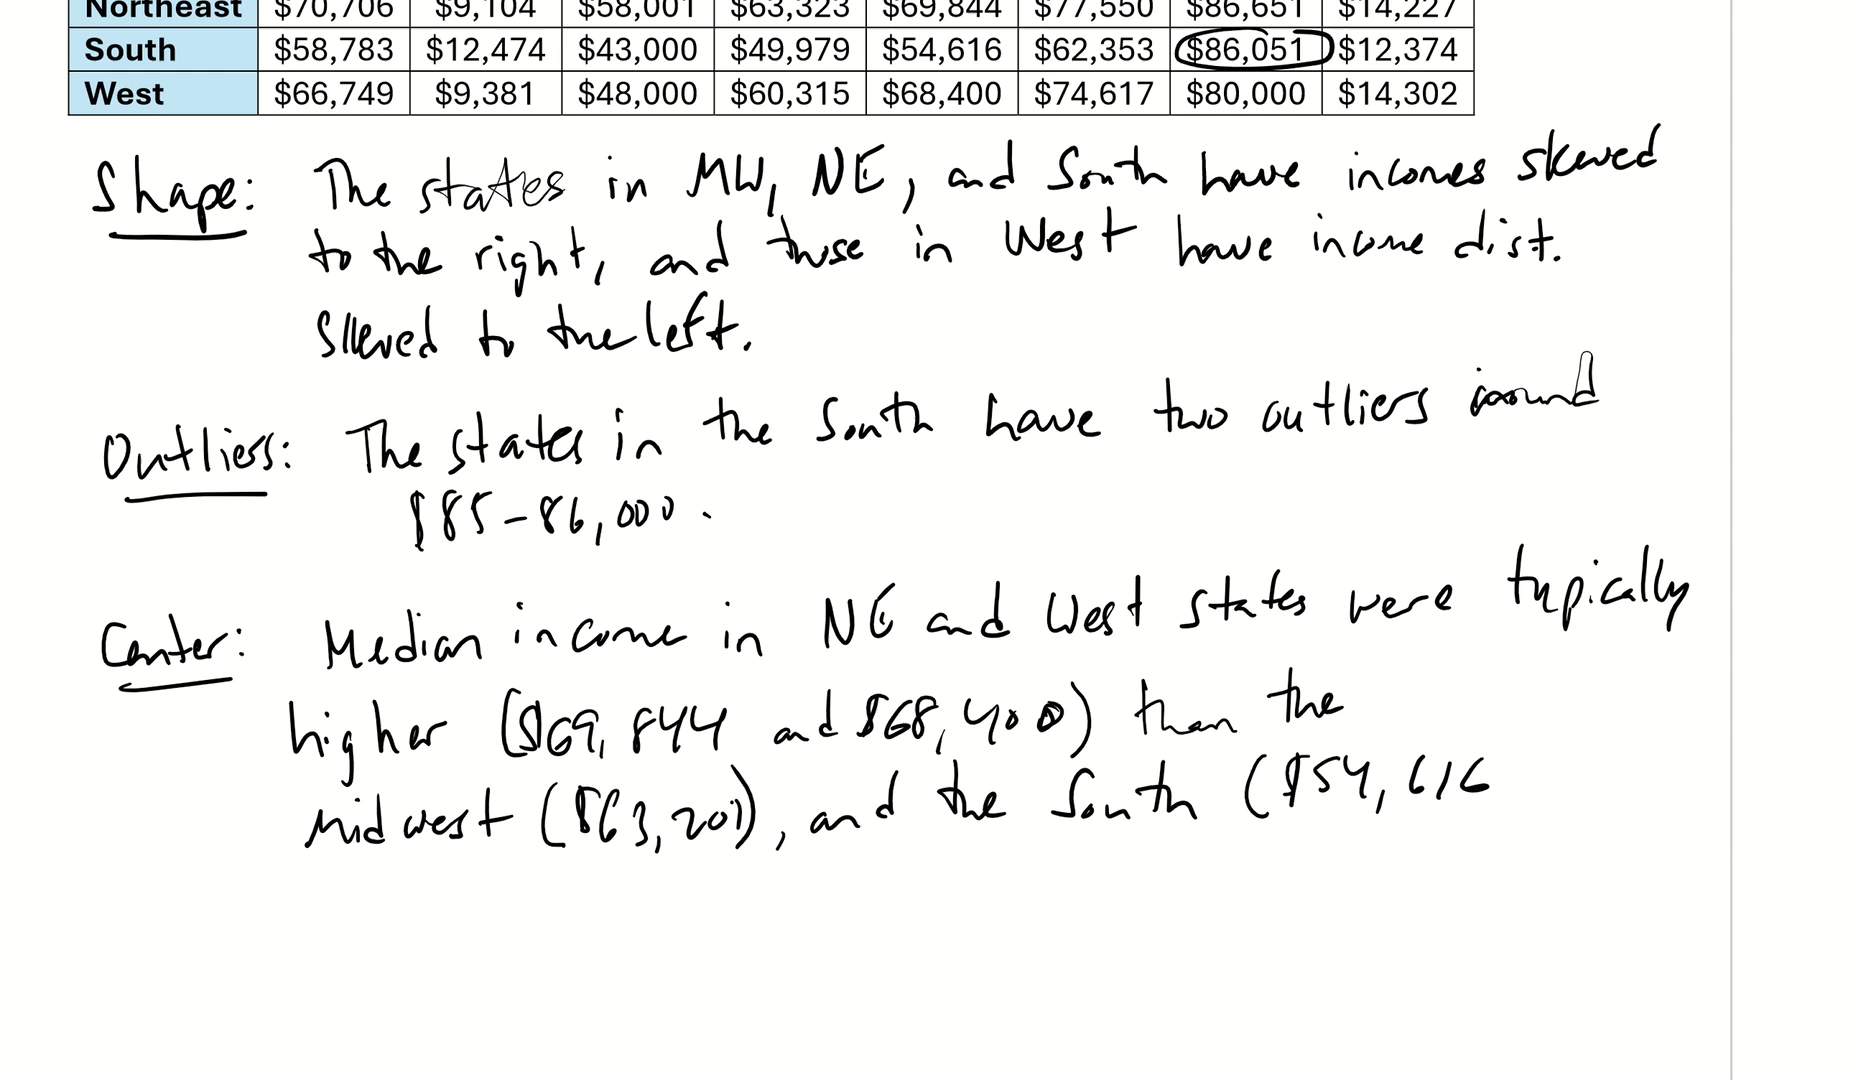 Northeast $70,706 $9,104 $58,001 $63,323 $69,844 $77,550 $86,651 $14,227
South $58,783 $12,474 $43,000 $49,979 $54,616 $62,353 $86,051 $12,374
West $66,749 $9,381 $48,000 $60,315 $68,400 $74,617 $80,000 $14,302
Shape: The states in MW, NE, and South have incomes skewed
to the right, and those in West have income dist.
skewed to the left.
Outliers: The states in the South have two outliers around
$85-86,000.
Center: Median income in NE and West states were typically
higher ($69,844 and $68,400) than the
midwest ($63,201), and the South ($54,616